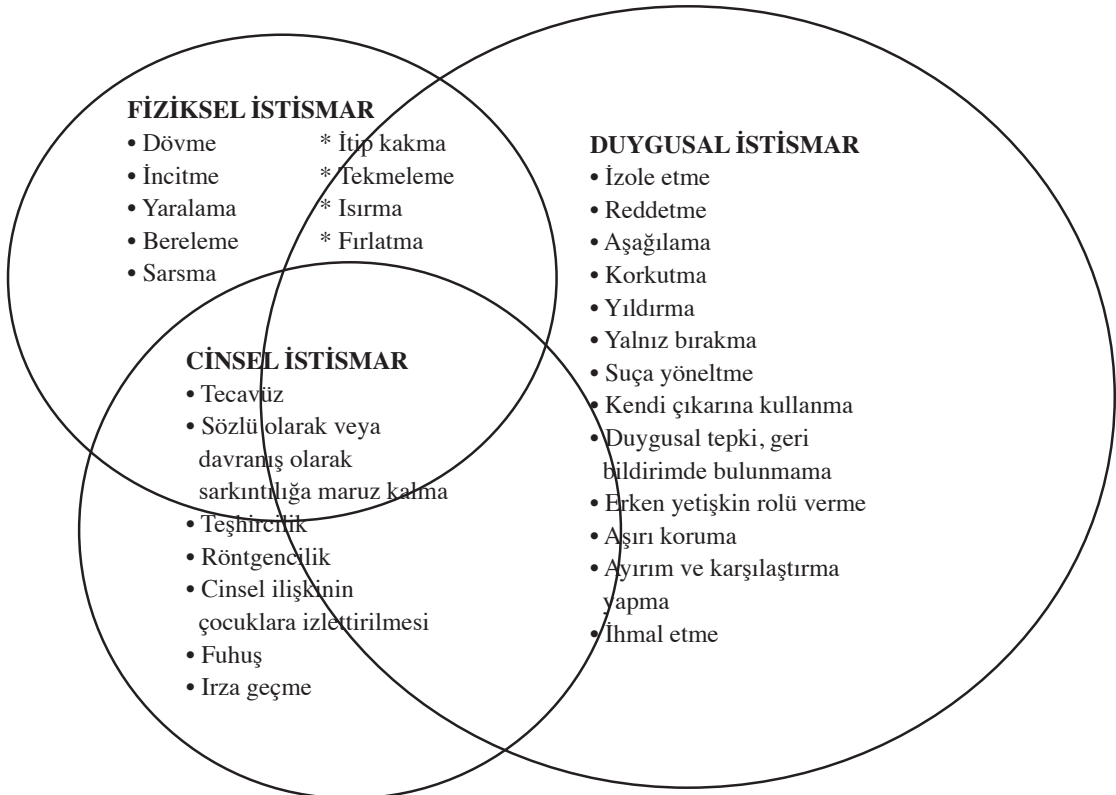 FİZİKSEL İSTİSMAR
• Dövme * İtip kakma
• İncitme * Tekmeleme
• Yaralama * Isırma
• Bereleme * Fırlatma
• Sarsma
CİNSEL İSTİSMAR
• Tecavüz
• Sözlü olarak veya
davranış olarak
sarkıntılığa maruz kalma
• Teşhircilik
• Röntgencilik
• Cinsel ilişkinin
çocuklara izlettirilmesi
• Fuhuş
• Irza geçme
DUYGUSAL İSTİSMAR
• İzole etme
• Reddetme
• Aşağılama
• Korkutma
• Yıldırma
• Yalnız bırakma
• Suça yöneltme
• Kendi çıkarına kullanma
• Duygusal tepki, geri
bildirimde bulunmama
• Erken yetişkin rolü verme
• Aşırı koruma
• Ayırım ve karşılaştırma
yapma
• İhmal etme